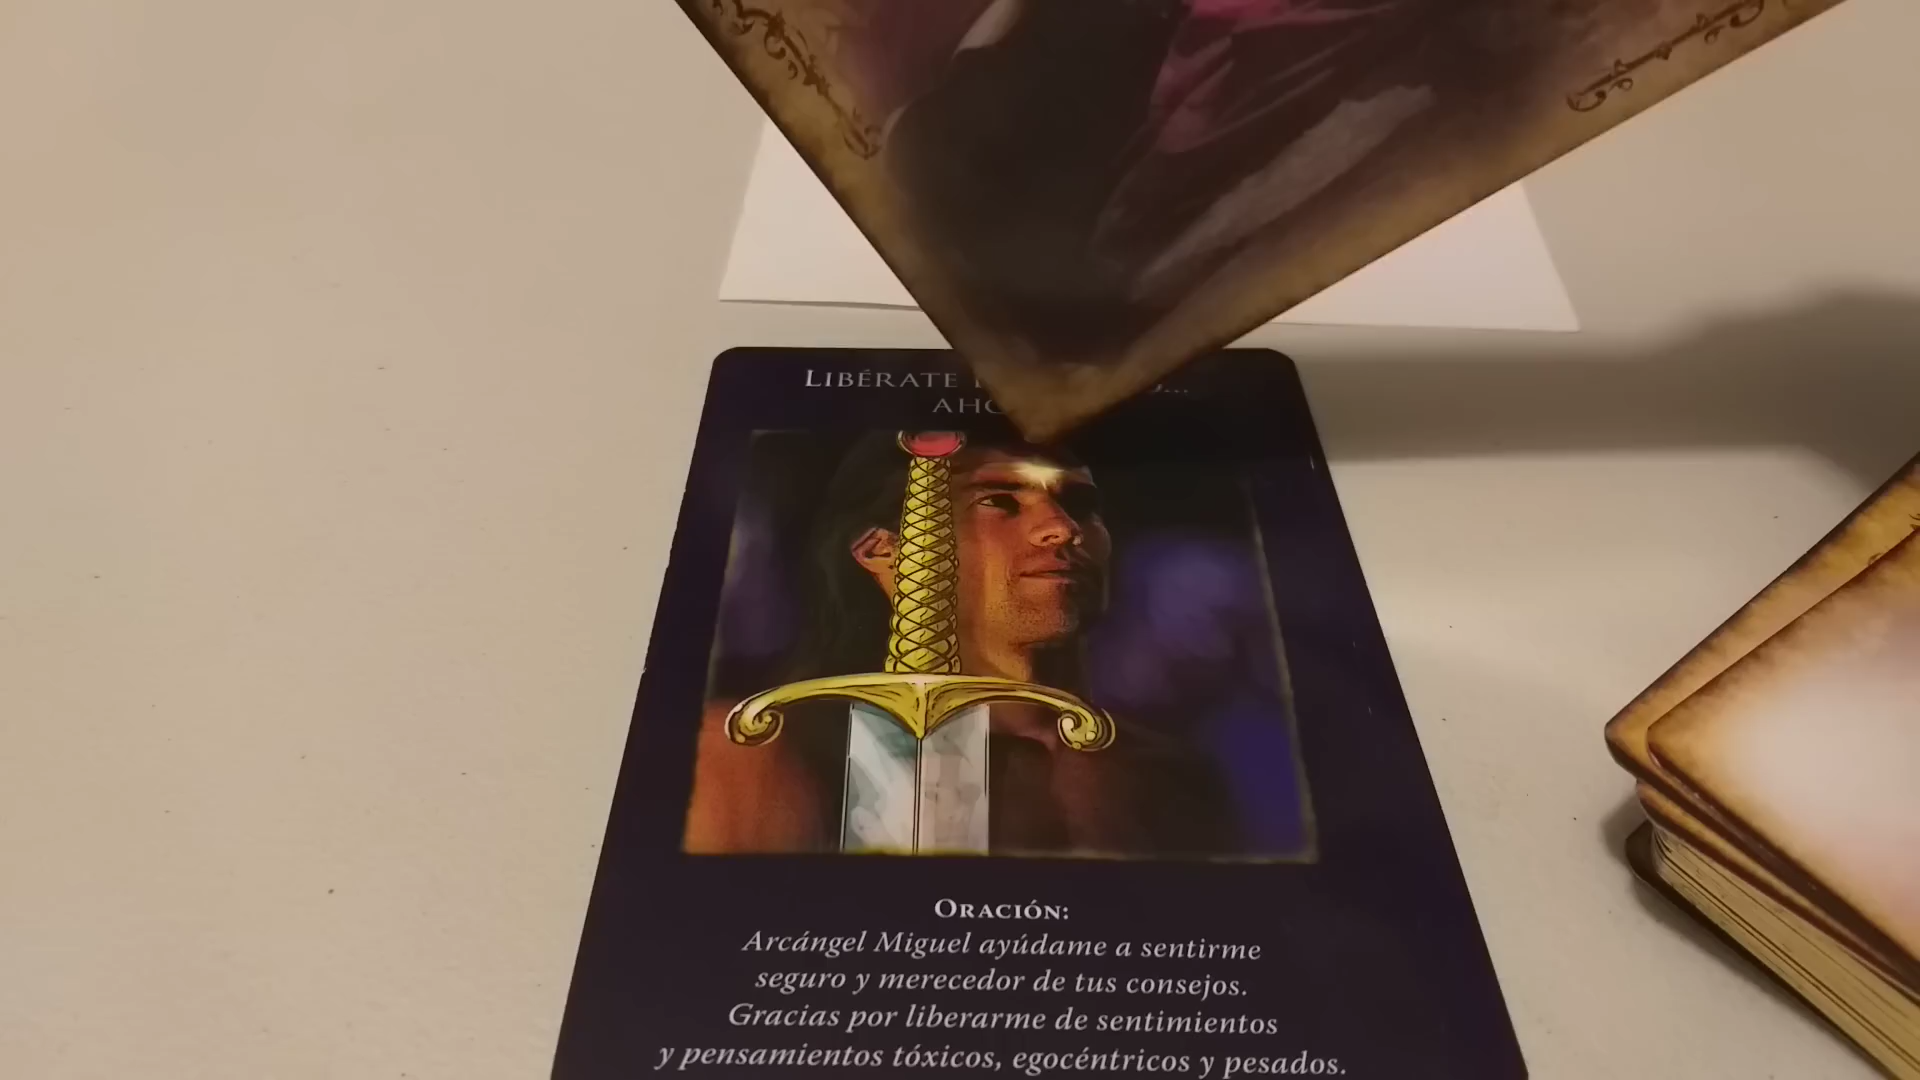 LIBÉRATE
Oración:
Arcángel Miguel ayúdame a sentirme
seguro y merecedor de tus consejos.
Gracias por liberarme de sentimientos
y pensamientos tóxicos, egocéntricos y pesados.